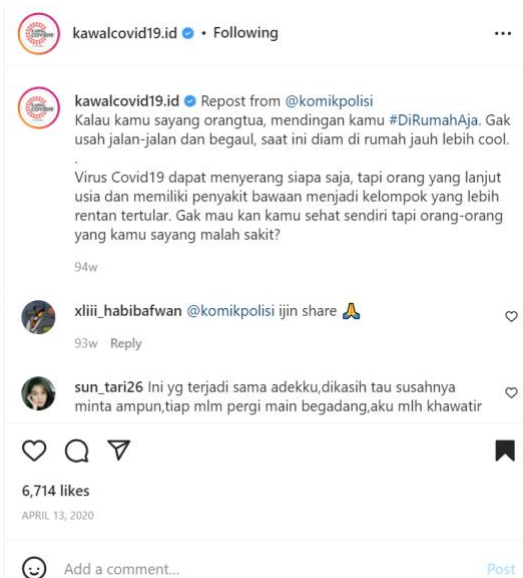 kawalcovid19.id • Following
kawalcovid19.id Repost from @komikpolisi
Kalau kamu sayang orangtua, mendingan kamu #DiRumahAja. Gak
usah jalan-jalan dan begaul, saat ini diam di rumah jauh lebih cool.
.
Virus Covid19 dapat menyerang siapa saja, tapi orang yang lanjut
usia dan memiliki penyakit bawaan menjadi kelompok yang lebih
rentan tertular. Gak mau kan kamu sehat sendiri tapi orang-orang
yang kamu sayang malah sakit?
94w
xliii_habibafwan @komikpolisi ijin share 🙏
93w Reply
sun_tari26 Ini yg terjadi sama adekku,dikasih tau susahnya
minta ampun,tiap mlm pergi main begadang,aku mlh khawatir
6,714 likes
APRIL 13, 2020
Add a comment...
Post